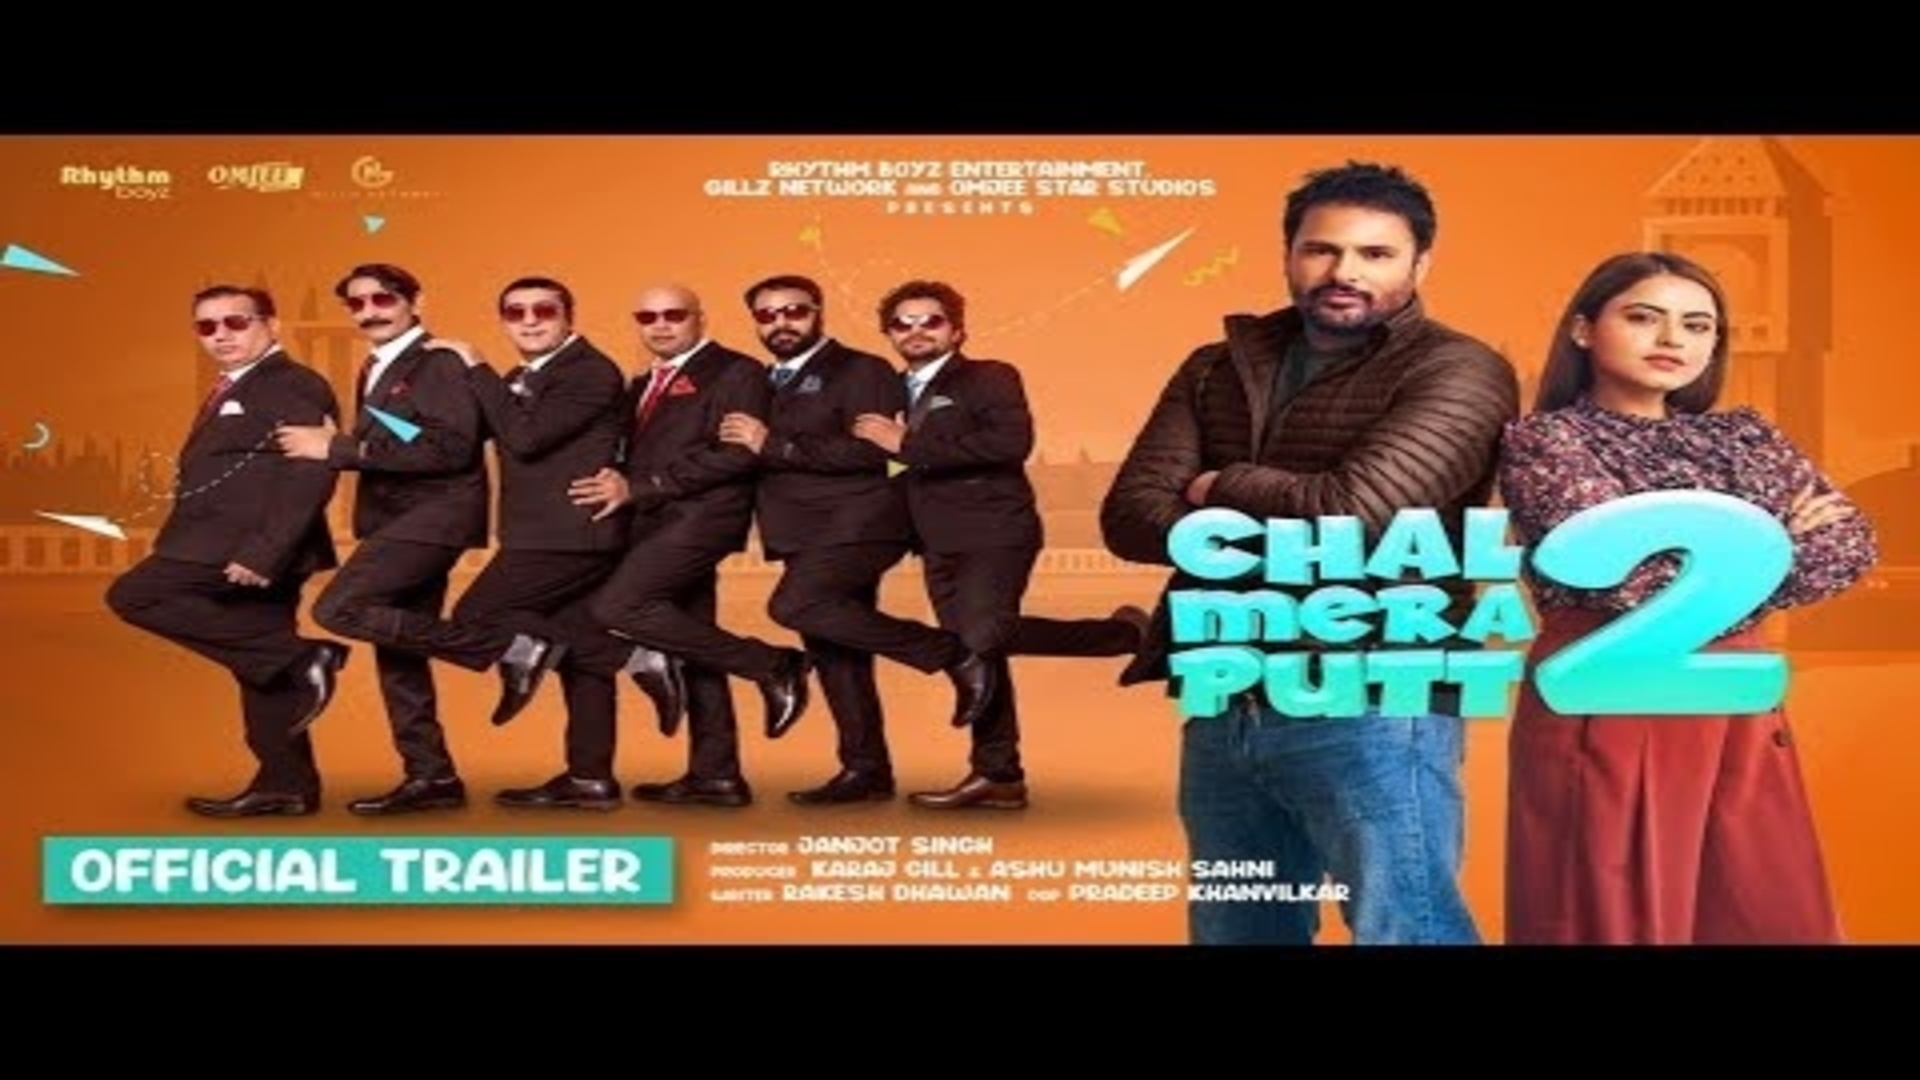 Rhythm
boyz
OMJEE
RHYTHM BOYZ ENTERTAINMENT,
GILLZ NETWORK AND OMJEE STAR STUDIOS
PRESENTS
CHAL
MERA
PUTT
2
OFFICIAL TRAILER
DIRECTOR JANJOT SINGH
PRODUCER KARAJ GILL & ASHU MUNISH SAHNI
WRITER RAKESH DHAWAN DOP PRADEEP KHANVILKAR